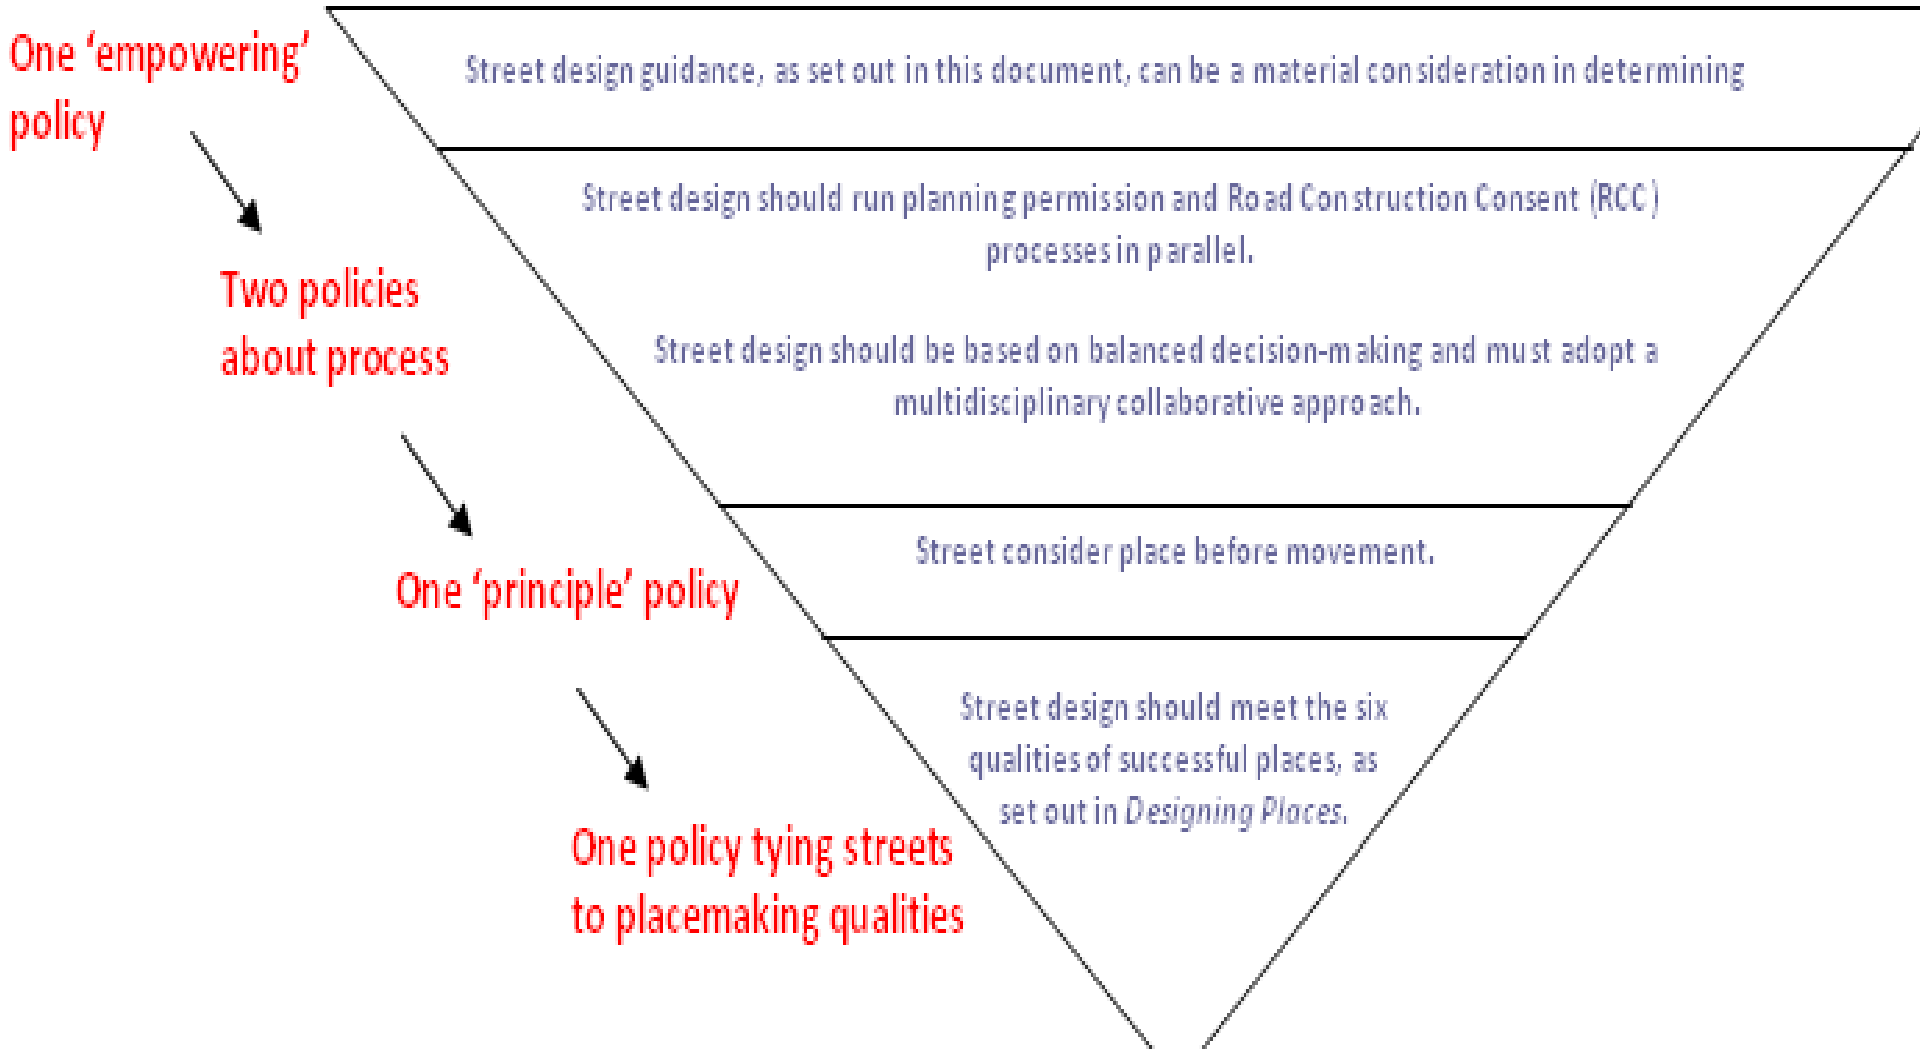 One ‘empowering’
policy
Street design guidance, as set out in this document, can be a material consideration in determining
Street design should run planning permission and Road Construction Consent (RCC)
processes in parallel.
Two policies
about process
Street design should be based on balanced decision-making and must adopt a
multidisciplinary collaborative approach.
Street consider place before movement.
One ‘principle’ policy
Street design should meet the six
qualities of successful places, as
set out in Designing Places.
One policy tying streets
to placemaking qualities